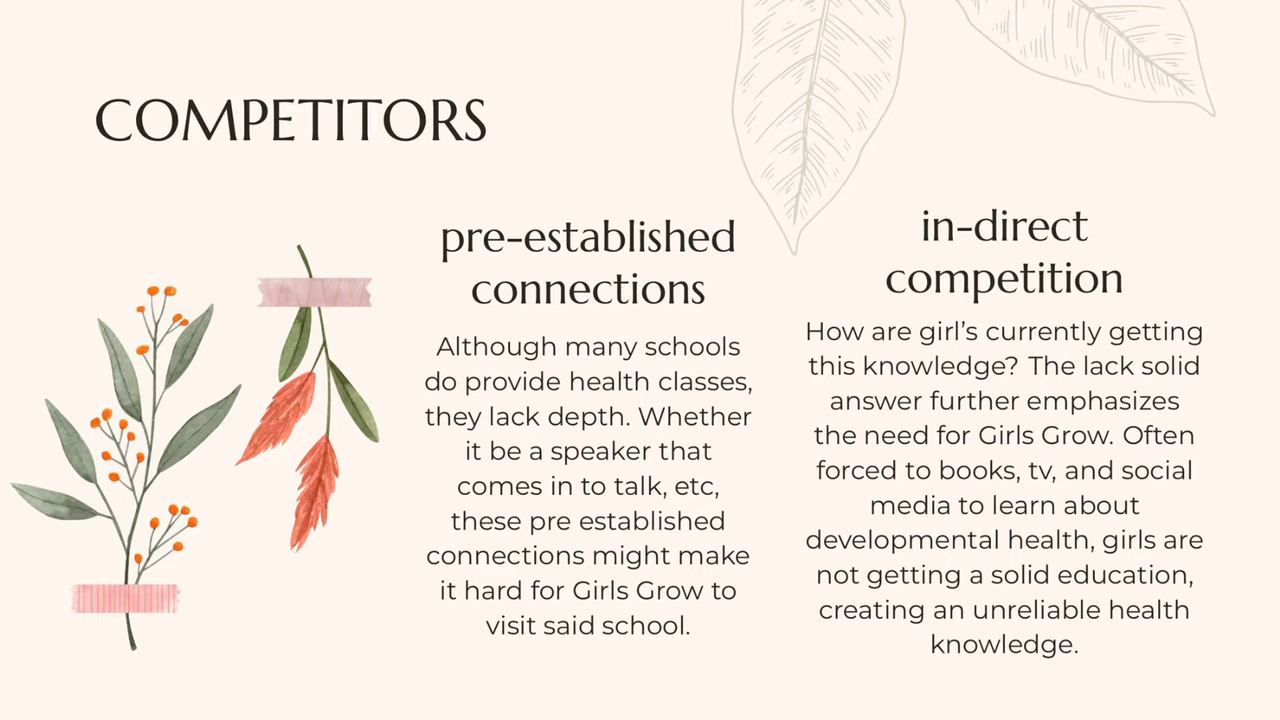 COMPETITORS
pre-established
connections
Although many schools
do provide health classes,
they lack depth. Whether
it be a speaker that
comes in to talk, etc,
these pre established
connections might make
it hard for Girls Grow to
visit said school.
in-direct
competition
How are girl’s currently getting
this knowledge? The lack solid
answer further emphasizes
the need for Girls Grow. Often
forced to books, tv, and social
media to learn about
developmental health, girls are
not getting a solid education,
creating an unreliable health
knowledge.